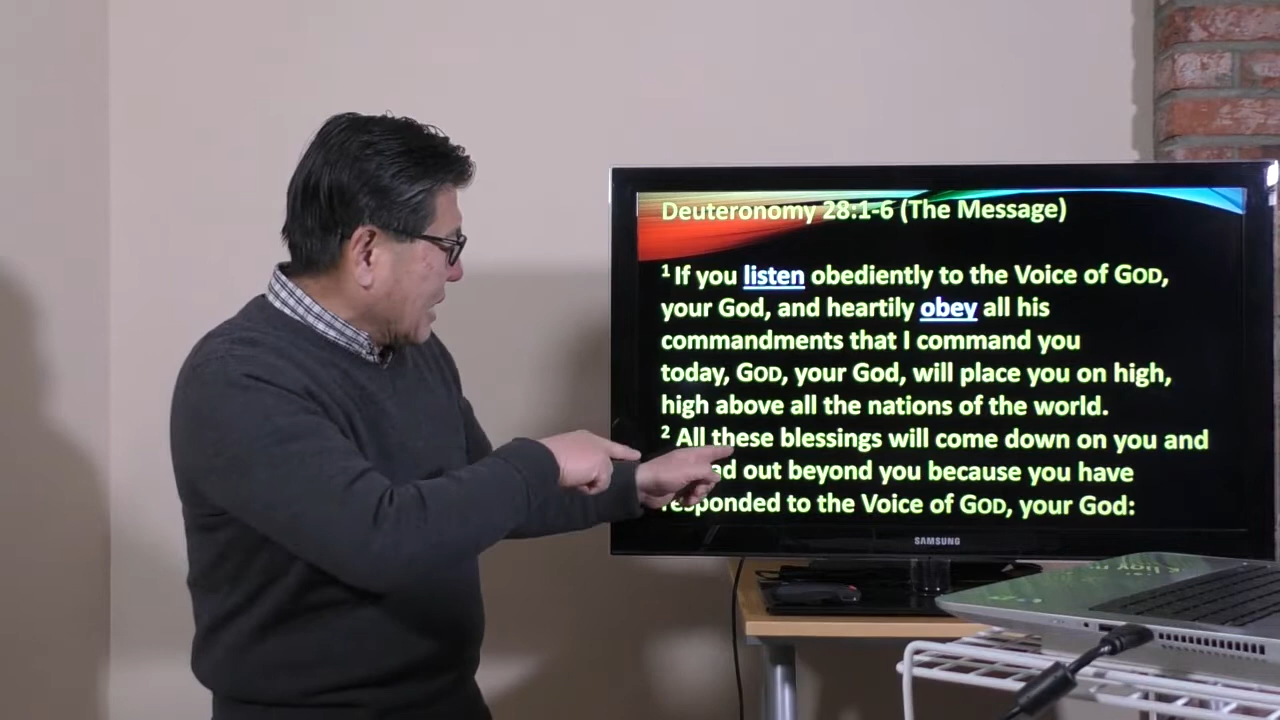 Deuteronomy 28:1-6 (The Message)
¹ If you listen obediently to the Voice of GOD,
your God, and heartily obey all his
commandments that I command you
today, GOD, your God, will place you on high,
high above all the nations of the world.
² All these blessings will come down on you and
out beyond you because you have
responded to the Voice of GOD, your God:
SAMSUNG